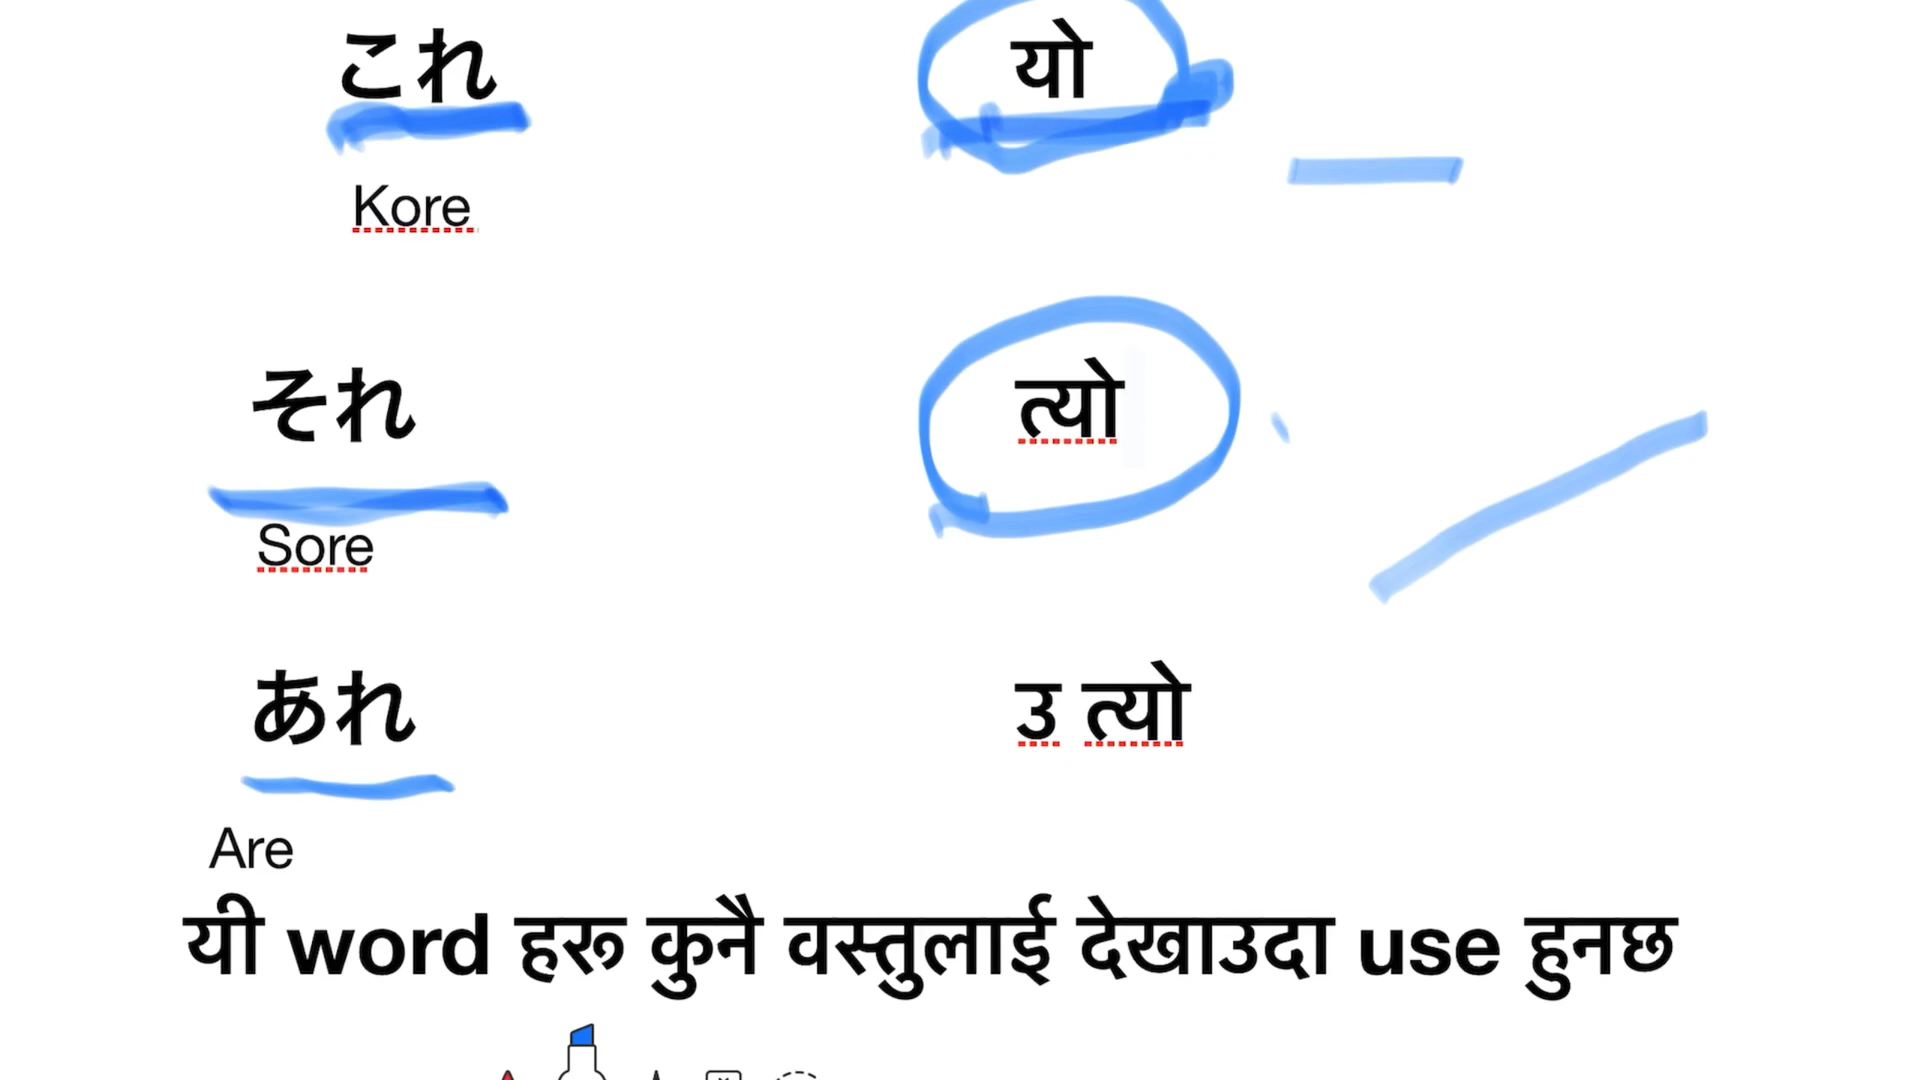 これ यो
Kore
それ त्यो
Sore
あれ उ त्यो
Are
यी word हरू कुनै वस्तुलाई देखाउदा use हुनछ